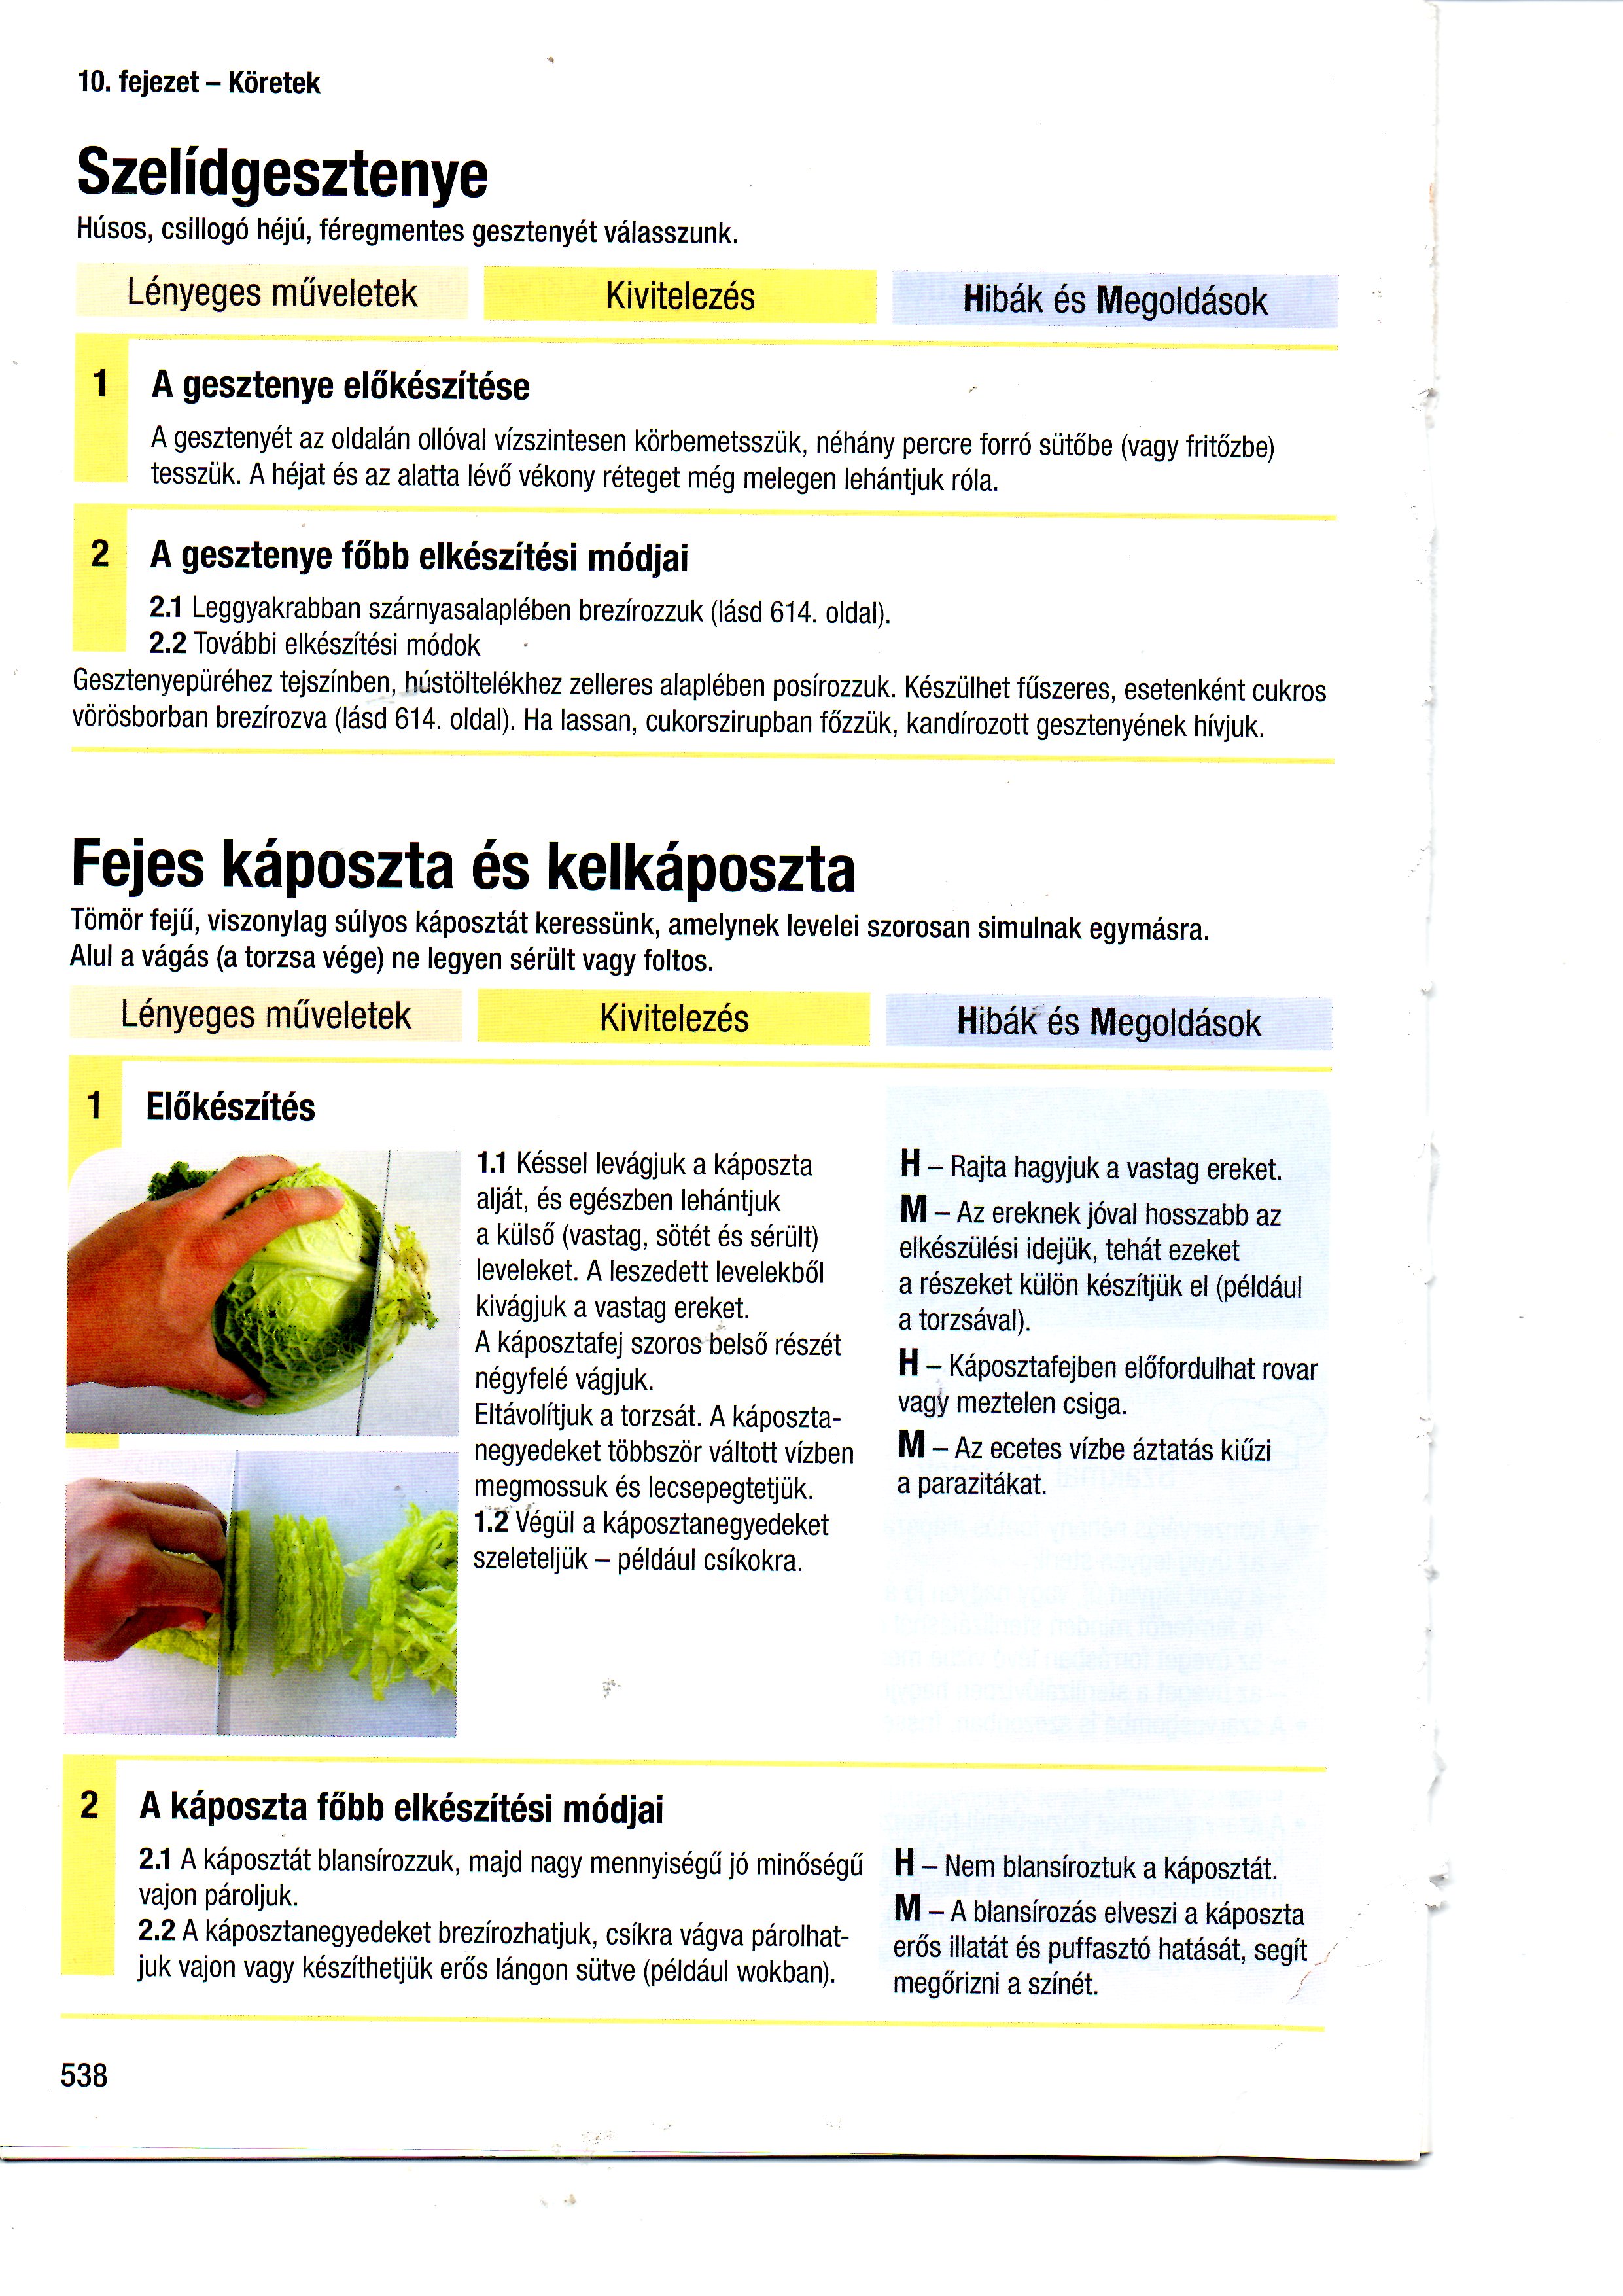 10. fejezet – Köretek
Szelídgesztenye
Húsos, csillogó héjú, féregmentes gesztenyét válasszunk.
Lényeges műveletek
Kivitelezés
Hibák és Megoldások
1 A gesztenye előkészítése
A gesztenyét az oldalán ollóval vízszintesen körbemetsszük, néhány percre forró sütőbe (vagy fritőzbe)
tesszük. A héjat és az alatta lévő vékony réteget még melegen lehántjuk róla.
2 A gesztenye főbb elkészítési módjai
2.1 Leggyakrabban szárnyasalaplében brezírozzuk (lásd 614. oldal).
2.2 További elkészítési módok
Gesztenyepüréhez tejszínben, hústöltelékhez zelleres alaplében posírozzuk. Készülhet fűszeres, esetenként cukros
vörösborban brezírozva (lásd 614. oldal). Ha lassan, cukorszirupban főzzük, kandírozott gesztenyének hívjuk.
Fejes káposzta és kelkáposzta
Tömör fejű, viszonylag súlyos káposztát keressünk, amelynek levelei szorosan simulnak egymásra.
Alul a vágás (a torzsa vége) ne legyen sérült vagy foltos.
Lényeges műveletek
Kivitelezés
Hibák és Megoldások
1 Előkészítés
1.1 Késsel levágjuk a káposzta
alját, és egészben lehántjuk
a külső (vastag, sötét és sérült)
leveleket. A leszedett levelekből
kivágjuk a vastag ereket.
A káposztafej szoros belső részét
négyfelé vágjuk.
Eltávolítjuk a torzsát. A káposzta-
negyedeket többször váltott vízben
megmossuk és lecsepegtetjük.
1.2 Végül a káposztanegyedeket
szeleteljük – például csíkokra.
H – Rajta hagyjuk a vastag ereket.
M – Az ereknek jóval hosszabb az
elkészülési idejük, tehát ezeket
a részeket külön készítjük el (például
a torzsával).
H – Káposztafejben előfordulhat rovar
vagy meztelen csiga.
M – Az ecetes vízbe áztatás kiűzi
a parazitákat.
2 A káposzta főbb elkészítési módjai
2.1 A káposztát blansírozzuk, majd nagy mennyiségű jó minőségű
vajon pároljuk.
2.2 A káposztanegyedeket brezírozhatjuk, csíkra vágva párolhat-
juk vajon vagy készíthetjük erős lángon sütve (például wokban).
H – Nem blansíroztuk a káposztát.
M – A blansírozás elveszi a káposzta
erős illatát és puffasztó hatását, segít
megőrizni a színét.
538